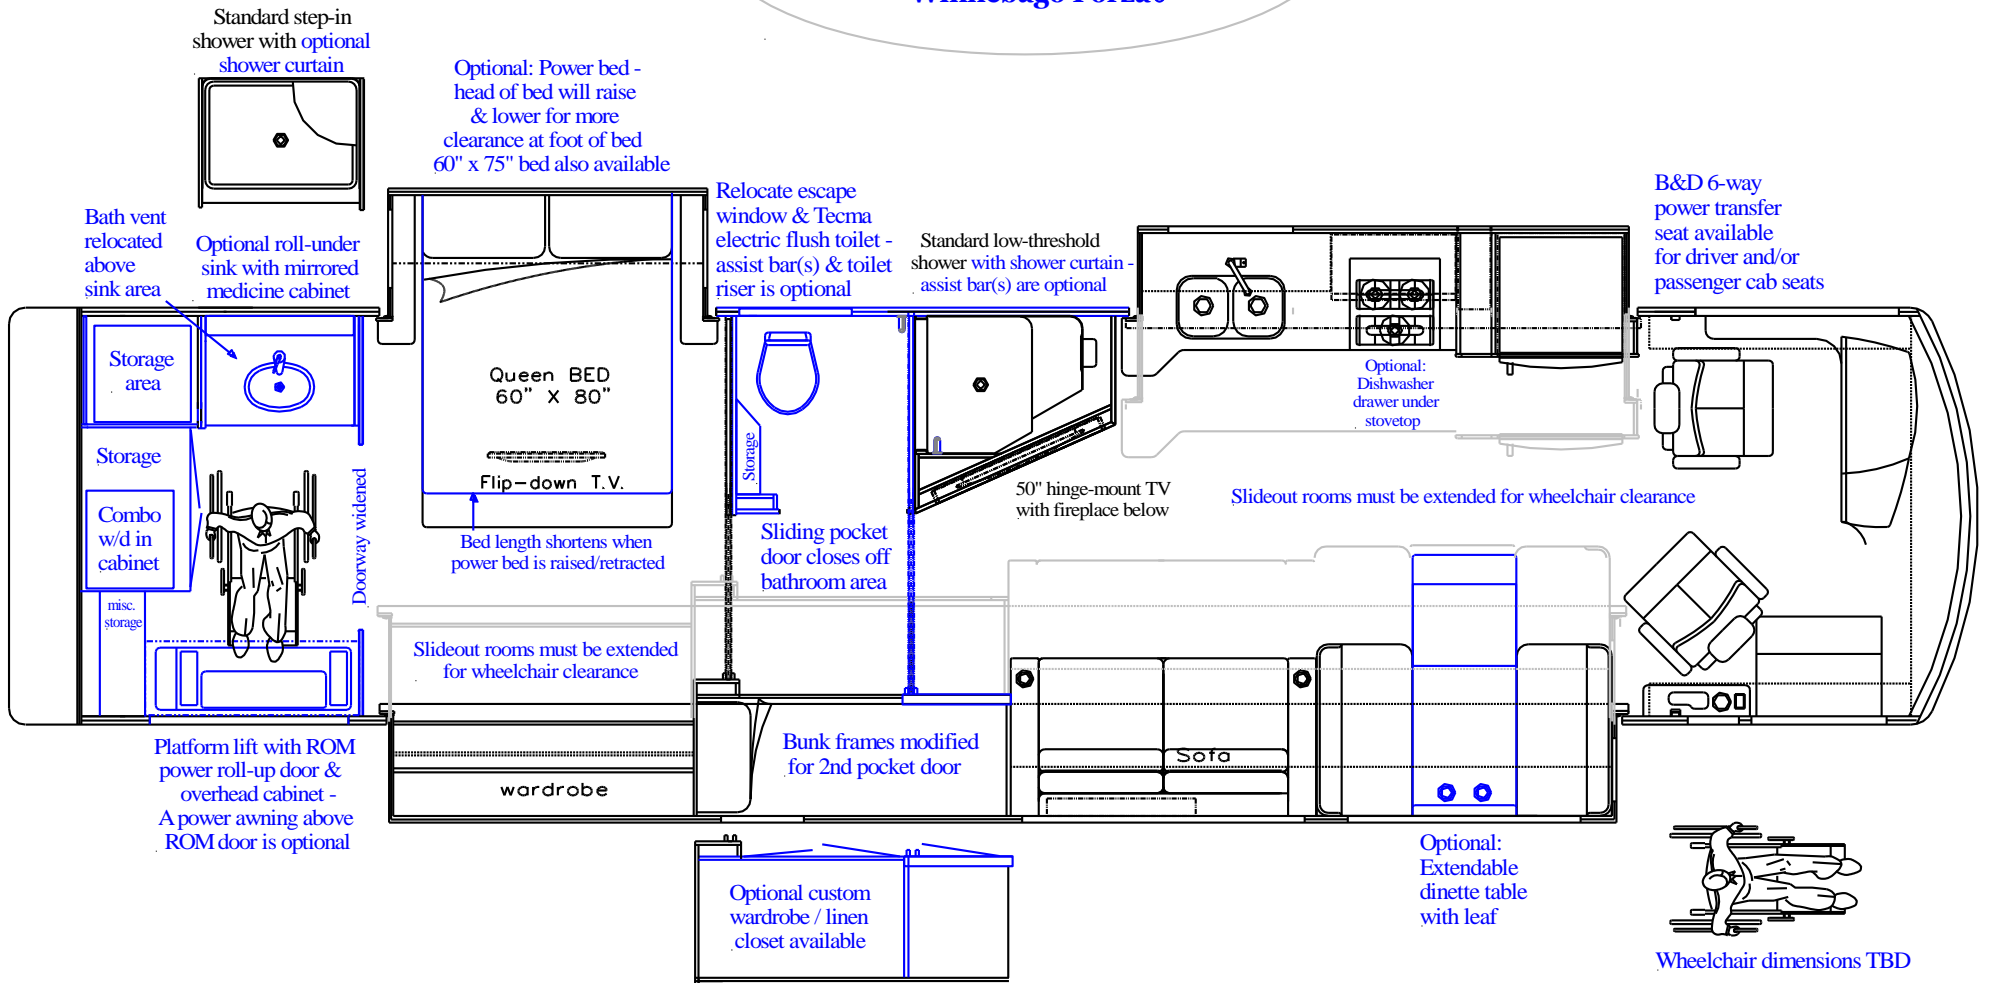 Winnebago Forza®
Standard step-in
shower with optional
shower curtain
Optional: Power bed -
head of bed will raise
& lower for more
clearance at foot of bed
60" x 75" bed also available
Bath vent
relocated
above
sink area
Optional roll-under
sink with mirrored
medicine cabinet
Relocate escape
window & Tecma
electric flush toilet -
assist bar(s) & toilet
riser is optional
Standard low-threshold
shower with shower curtain -
assist bar(s) are optional
B&D 6-way
power transfer
seat available
for driver and/or
passenger cab seats
Storage
area
Storage
Combo
w/d in
cabinet
misc.
storage
Doorway widened
Queen BED
60" X 80"
Flip-down T.V.
Bed length shortens when
power bed is raised/retracted
Storage
Sliding pocket
door closes off
bathroom area
50" hinge-mount TV
with fireplace below
Optional:
Dishwasher
drawer under
stovetop
Slideout rooms must be extended for wheelchair clearance
Slideout rooms must be extended
for wheelchair clearance
wardrobe
Bunk frames modified
for 2nd pocket door
Sofa
Platform lift with ROM
power roll-up door &
overhead cabinet -
A power awning above
ROM door is optional
Optional custom
wardrobe / linen
closet available
Optional:
Extendable
dinette table
with leaf
Wheelchair dimensions TBD